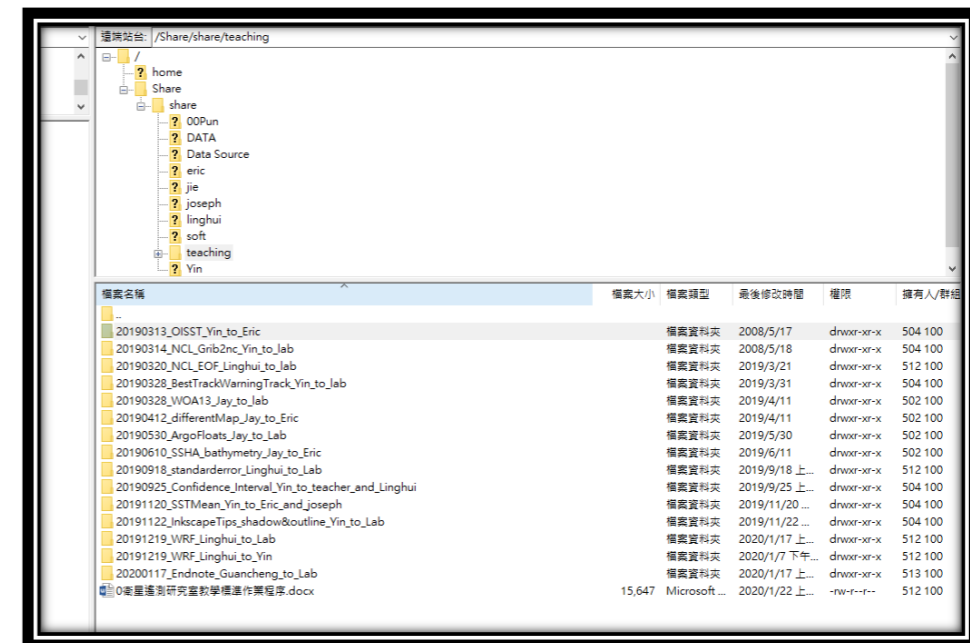 遠端站台: /Share/share/teaching
/
? home
Share
share
? 00Pun
? DATA
? Data Source
? eric
? jie
? joseph
? linghui
? soft
teaching
? Yin
檔案名稱 檔案大小 檔案類型 最後修改時間 權限 擁有人/群組
..
20190313_OISST_Yin_to_Eric 檔案資料夾 2008/5/17 drwxr-xr-x 504 100
20190314_NCL_Grib2nc_Yin_to_lab 檔案資料夾 2008/5/18 drwxr-xr-x 504 100
20190320_NCL_EOF_Linghui_to_lab 檔案資料夾 2019/3/21 drwxr-xr-x 512 100
20190328_BestTrackWarningTrack_Yin_to_lab 檔案資料夾 2019/3/31 drwxr-xr-x 504 100
20190328_WOA13_Jay_to_lab 檔案資料夾 2019/4/11 drwxr-xr-x 502 100
20190412_differentMap_Jay_to_Eric 檔案資料夾 2019/4/11 drwxr-xr-x 502 100
20190530_ArgoFloats_Jay_to_Lab 檔案資料夾 2019/5/30 drwxr-xr-x 502 100
20190610_SSHA_bathymetry_Jay_to_Eric 檔案資料夾 2019/6/11 drwxr-xr-x 502 100
20190918_standarderror_Linghui_to_Lab 檔案資料夾 2019/9/18 上... drwxr-xr-x 512 100
20190925_Confidence_Interval_Yin_to_teacher_and_Linghui 檔案資料夾 2019/9/25 上... drwxr-xr-x 504 100
20191120_SSTMean_Yin_to_Eric_and_joseph 檔案資料夾 2019/11/20 ... drwxr-xr-x 504 100
20191122_InkscapeTips_shadow&outline_Yin_to_Lab 檔案資料夾 2019/11/22 ... drwxr-xr-x 504 100
20191219_WRF_Linghui_to_Lab 檔案資料夾 2020/1/17 上... drwxr-xr-x 512 100
20191219_WRF_Linghui_to_Yin 檔案資料夾 2020/1/7 下午... drwxr-xr-x 512 100
20200117_Endnote_Guancheng_to_Lab 檔案資料夾 2020/1/17 上... drwxr-xr-x 513 100
0衛星遙測研究室教學標準作業程序.docx 15,647 Microsoft ... 2020/1/22 上... -rw-r--r-- 512 100